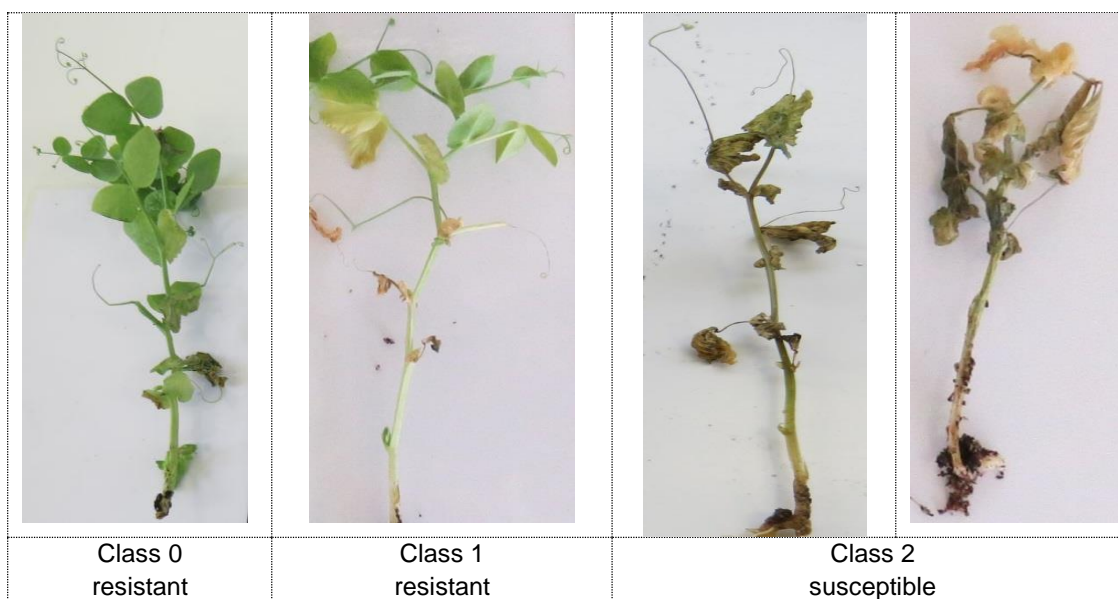 Class 0
resistant
Class 1
resistant
Class 2
susceptible